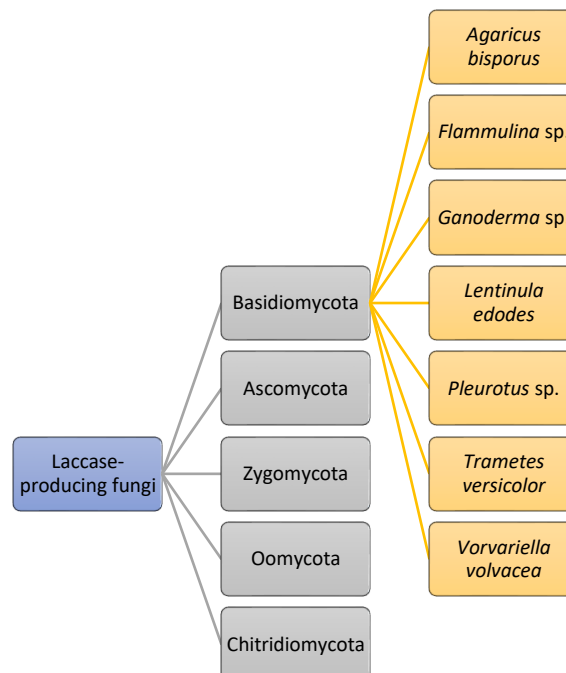 Laccase-
producing fungi
Basidiomycota
Ascomycota
Zygomycota
Oomycota
Chitridiomycota
Agaricus
bisporus
Flammulina sp.
Ganoderma sp
Lentinula
edodes
Pleurotus sp.
Trametes
versicolor
Vorvariella
volvacea